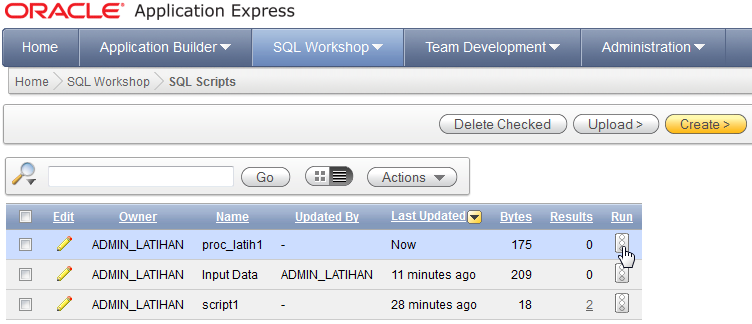 ORACLE® Application Express
Home Application Builder SQL Workshop Team Development Administration
Home SQL Workshop SQL Scripts
Delete Checked Upload > Create >
Go Actions
Edit Owner Name Updated By Last Updated Bytes Results Run
ADMIN_LATIHAN proc_latih1 - Now 175 0
ADMIN_LATIHAN Input Data ADMIN_LATIHAN 11 minutes ago 209 0
ADMIN_LATIHAN script1 - 28 minutes ago 18 2